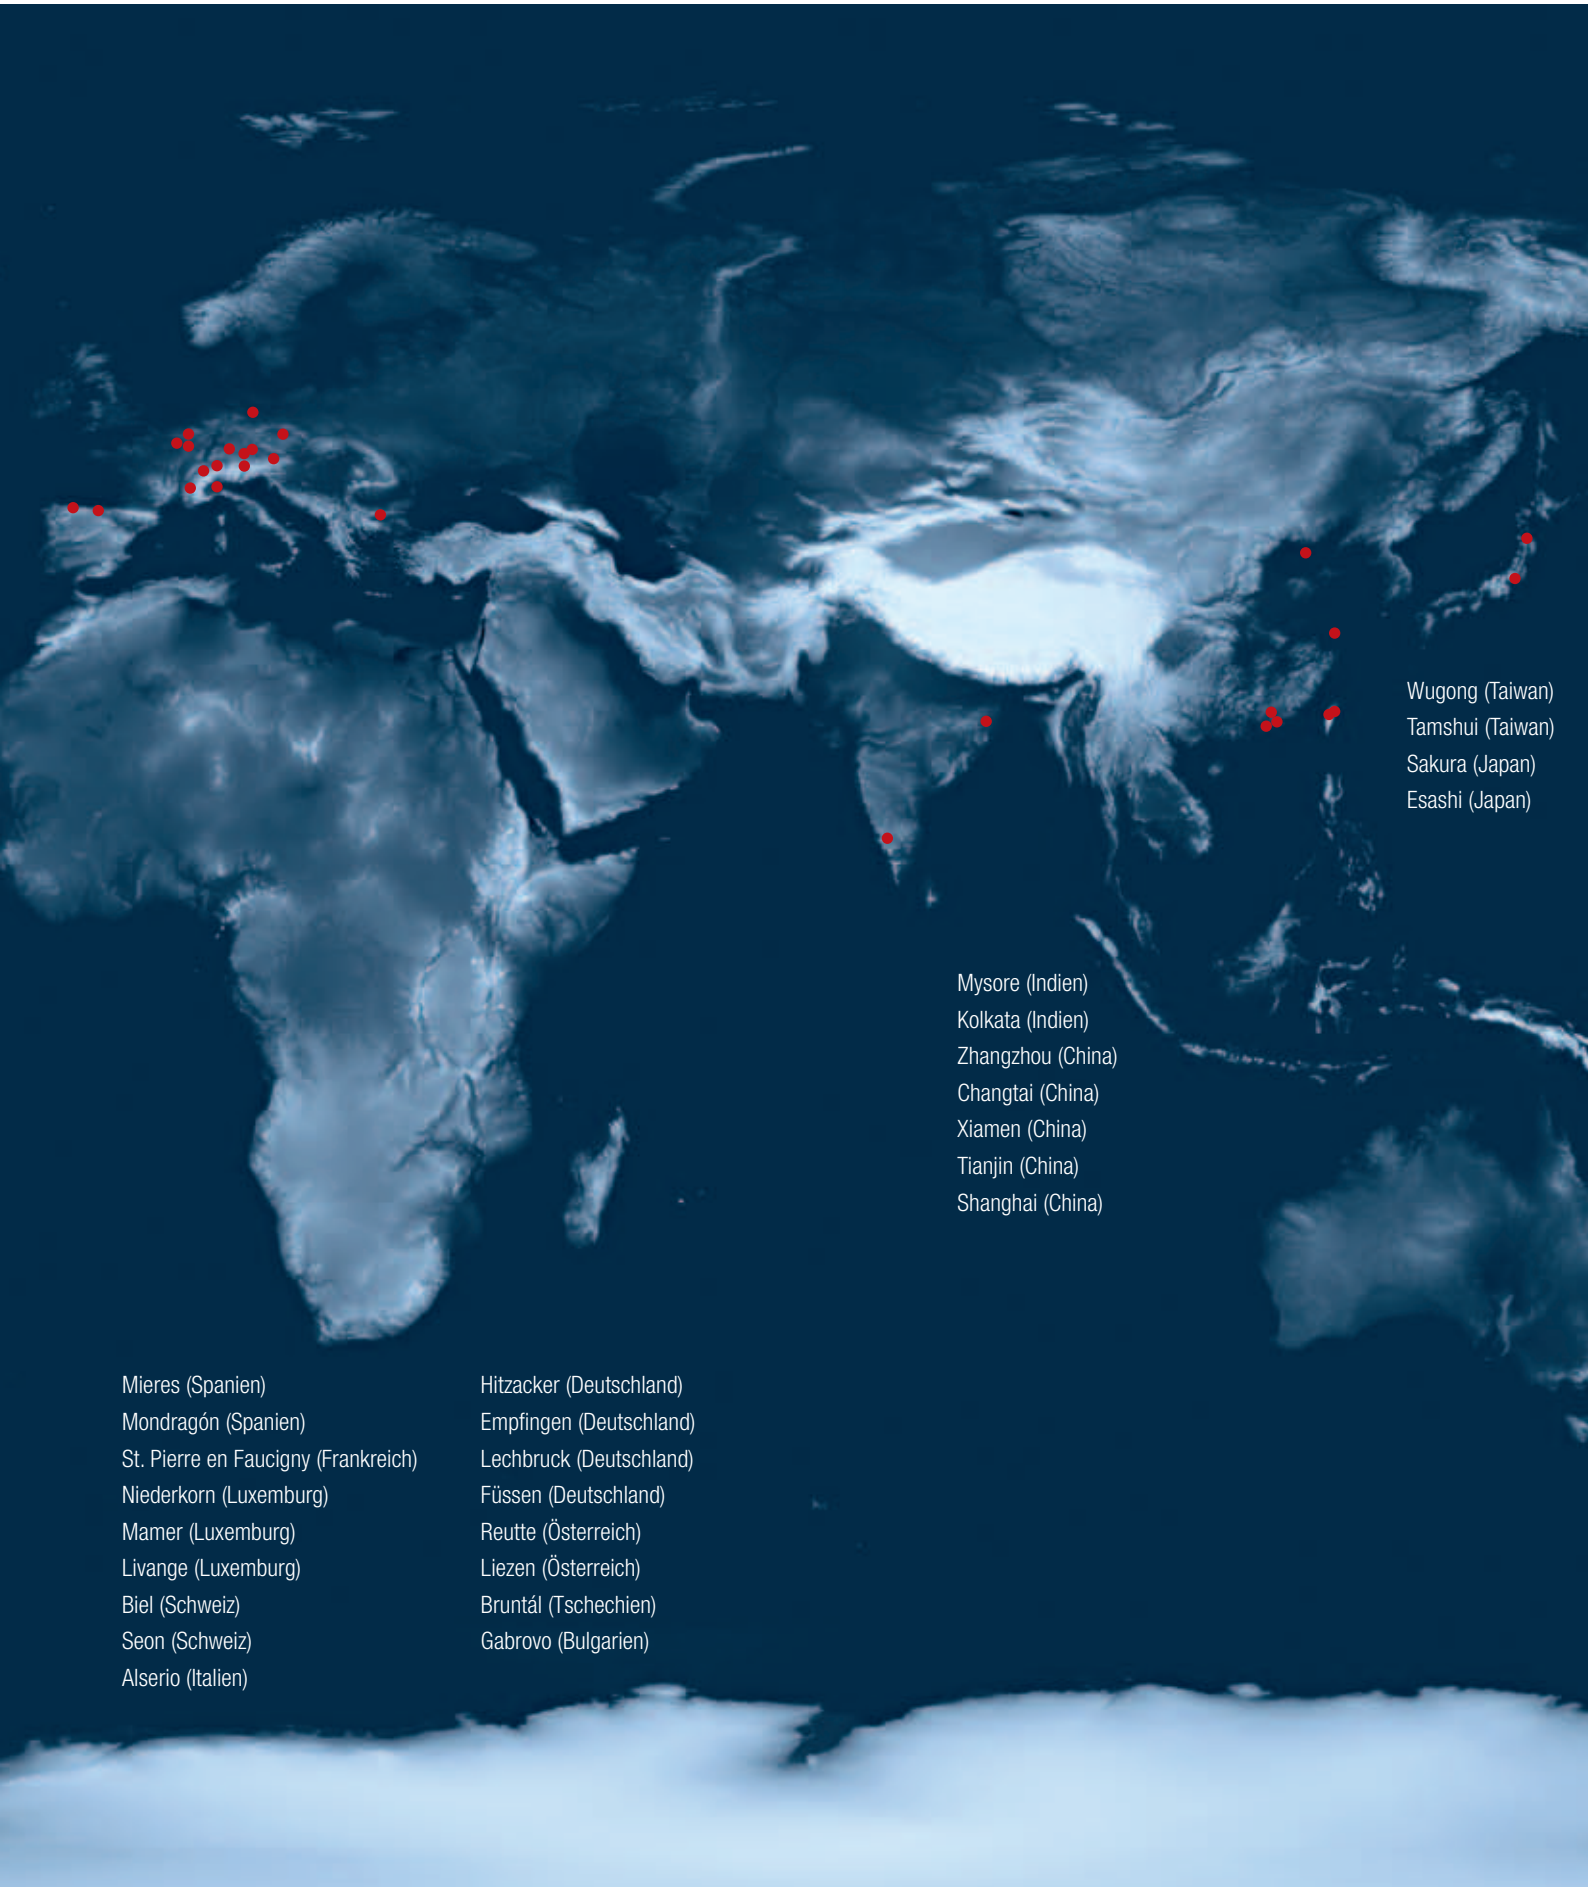 Wugong (Taiwan)
Tamshui (Taiwan)
Sakura (Japan)
Esashi (Japan)
Mysore (Indien)
Kolkata (Indien)
Zhangzhou (China)
Changtai (China)
Xiamen (China)
Tianjin (China)
Shanghai (China)
Mieres (Spanien)
Mondragón (Spanien)
St. Pierre en Faucigny (Frankreich)
Niederkorn (Luxemburg)
Mamer (Luxemburg)
Livange (Luxemburg)
Biel (Schweiz)
Seon (Schweiz)
Alserio (Italien)
Hitzacker (Deutschland)
Empfingen (Deutschland)
Lechbruck (Deutschland)
Füssen (Deutschland)
Reutte (Österreich)
Liezen (Österreich)
Bruntál (Tschechien)
Gabrovo (Bulgarien)